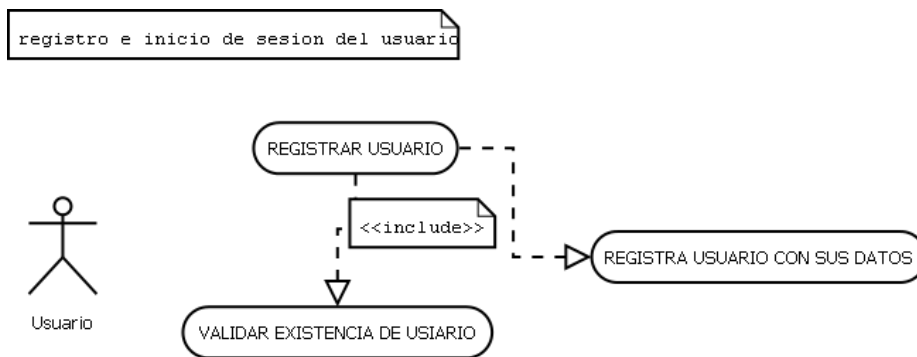 registro e inicio de sesion del usuario
REGISTRAR USUARIO
<<include>>
REGISTRA USUARIO CON SUS DATOS
Usuario
VALIDAR EXISTENCIA DE USIARIO